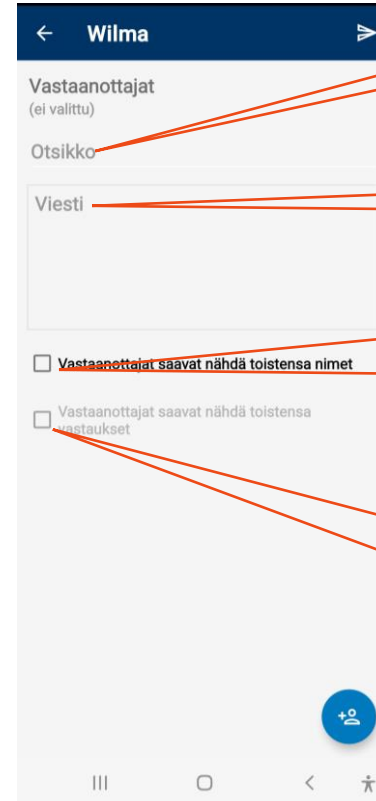 Wilma
Vastaanottajat
(ei valittu)
Otsikko
Viesti
Vastaanottajat saavat nähdä toistensa nimet
Vastaanottajat saavat nähdä toistensa
vastaukset